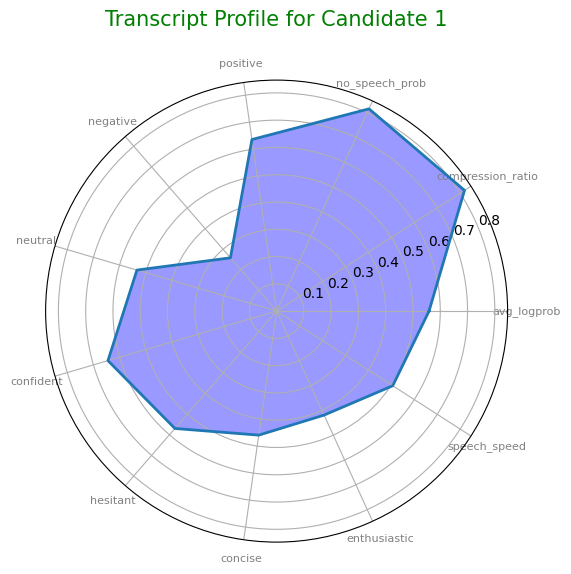 Transcript Profile for Candidate 1
positive
no_speech_prob
negative
compression_ratio
0.8
0.7
neutral
0.6
0.5
0.4
0.3
0.2
0.1
avg_logprob
confident
speech_speed
hesitant
enthusiastic
concise